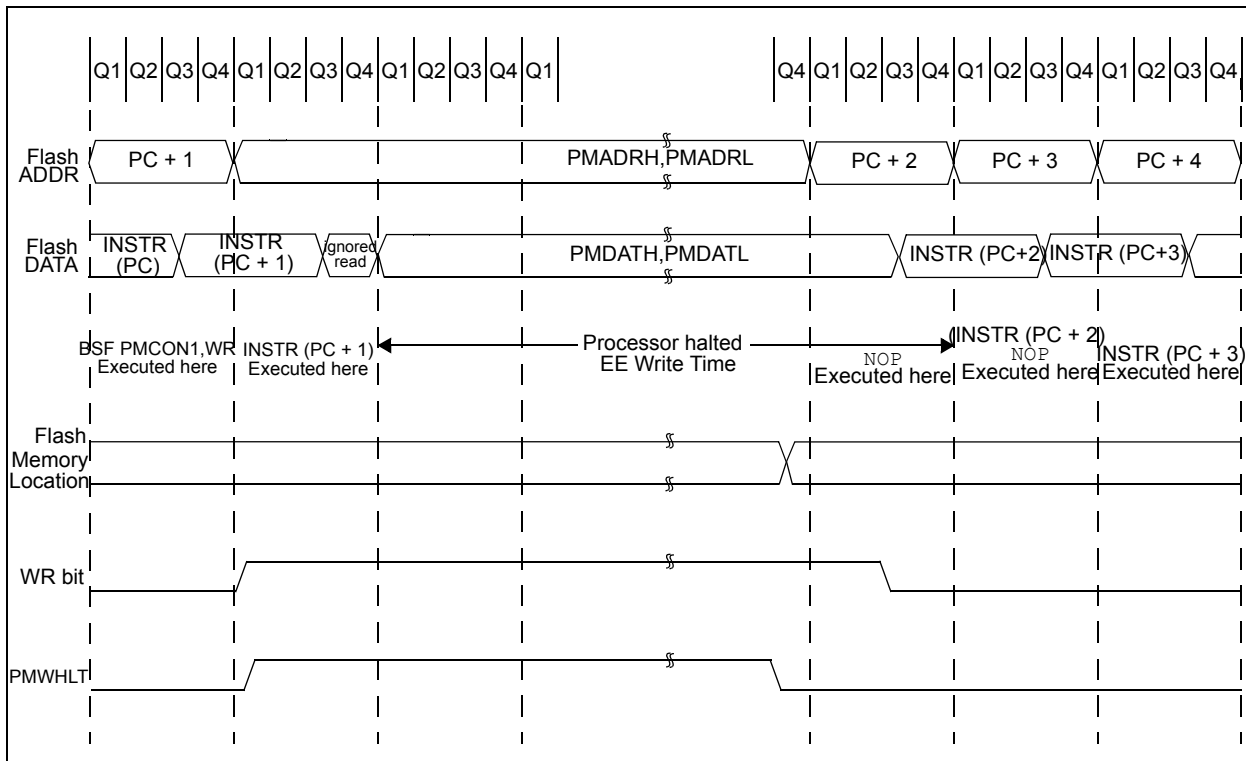 Q1 Q2 Q3 Q4 Q1 Q2 Q3 Q4 Q1 Q2 Q3 Q4 Q1 Q4 Q1 Q2 Q3 Q4 Q1 Q2 Q3 Q4 Q1 Q2 Q3 Q4
Flash
ADDR
PC + 1
PMADRH,PMADRL
PC + 2
PC + 3
PC + 4
Flash
DATA
INSTR
(PC)
INSTR
(PC + 1)
ignored
read
PMDATH,PMDATL
INSTR (PC+2)
INSTR (PC+3)
BSF PMCON1,WR
Executed here
INSTR (PC + 1)
Executed here
Processor halted
EE Write Time
NOP
Executed here
(INSTR (PC + 2)
NOP
Executed here
INSTR (PC + 3)
Executed here
Flash
Memory
Location
WR bit
PMWHLT